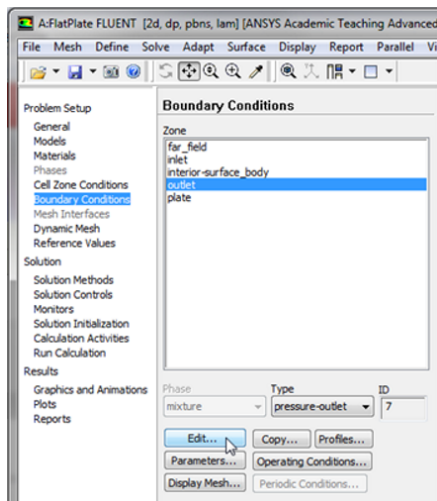 A:FlatPlate FLUENT [2d, dp, pbns, lam] [ANSYS Academic Teaching Advanced
File Mesh Define Solve Adapt Surface Display Report Parallel
Problem Setup
General
Models
Materials
Phases
Cell Zone Conditions
Boundary Conditions
Mesh Interfaces
Dynamic Mesh
Reference Values
Solution
Solution Methods
Solution Controls
Monitors
Solution Initialization
Calculation Activities
Run Calculation
Results
Graphics and Animations
Plots
Reports
Boundary Conditions
Zone
far_field
inlet
interior-surface_body
outlet
plate
Phase Type ID
mixture pressure-outlet 7
Edit... Copy... Profiles...
Parameters... Operating Conditions...
Display Mesh... Periodic Conditions...